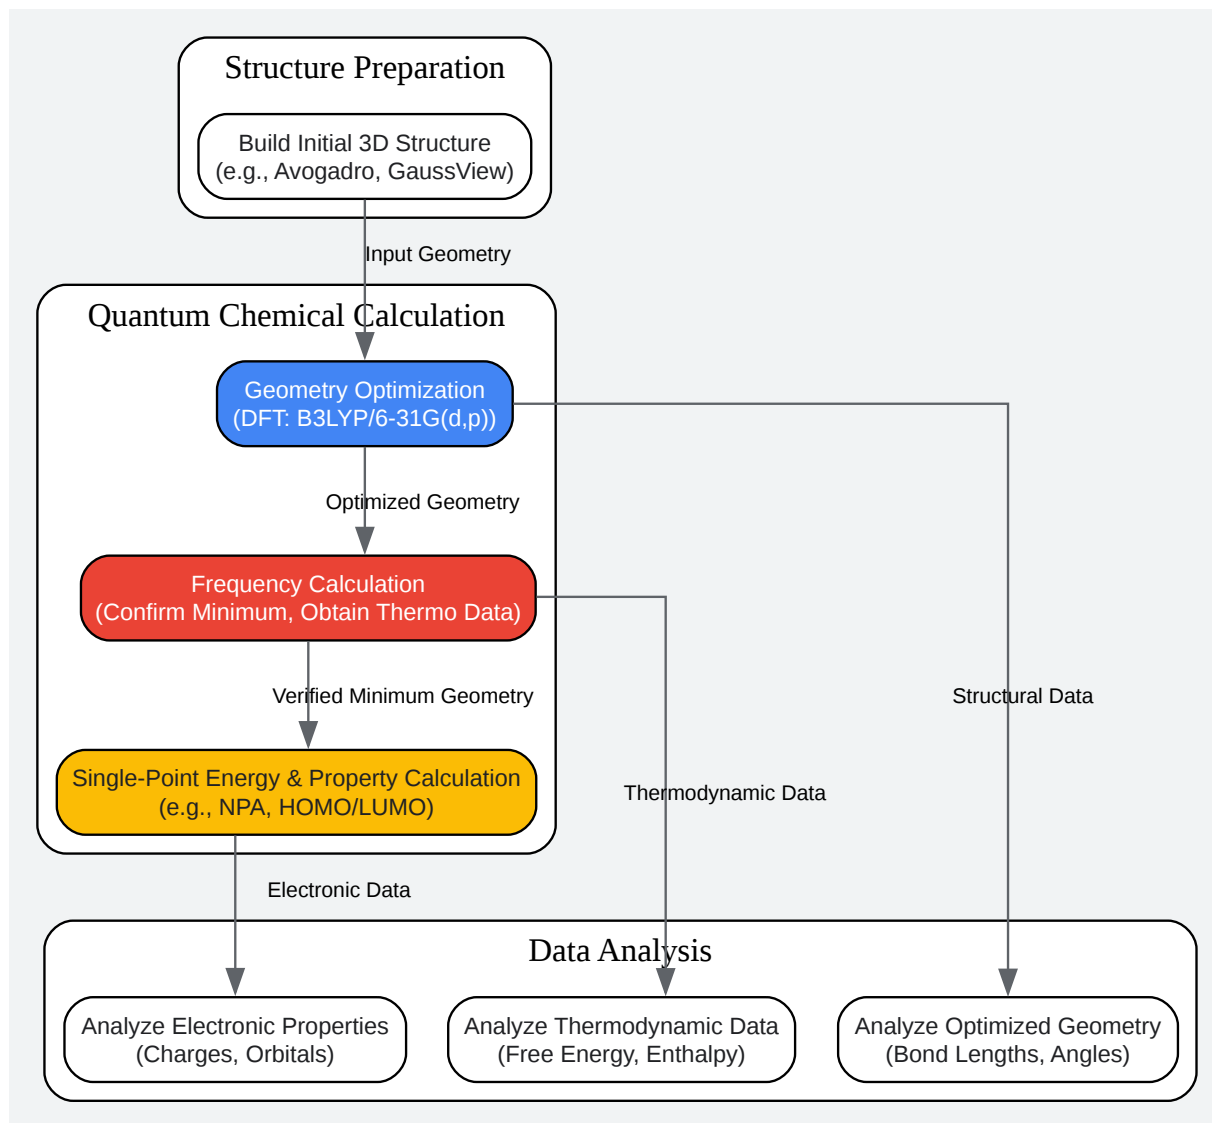 Structure Preparation
Build Initial 3D Structure
(e.g., Avogadro, GaussView)
Input Geometry
Quantum Chemical Calculation
Geometry Optimization
(DFT: B3LYP/6-31G(d,p))
Optimized Geometry
Frequency Calculation
(Confirm Minimum, Obtain Thermo Data)
Verified Minimum Geometry
Structural Data
Single-Point Energy & Property Calculation
(e.g., NPA, HOMO/LUMO)
Thermodynamic Data
Electronic Data
Data Analysis
Analyze Electronic Properties
(Charges, Orbitals)
Analyze Thermodynamic Data
(Free Energy, Enthalpy)
Analyze Optimized Geometry
(Bond Lengths, Angles)